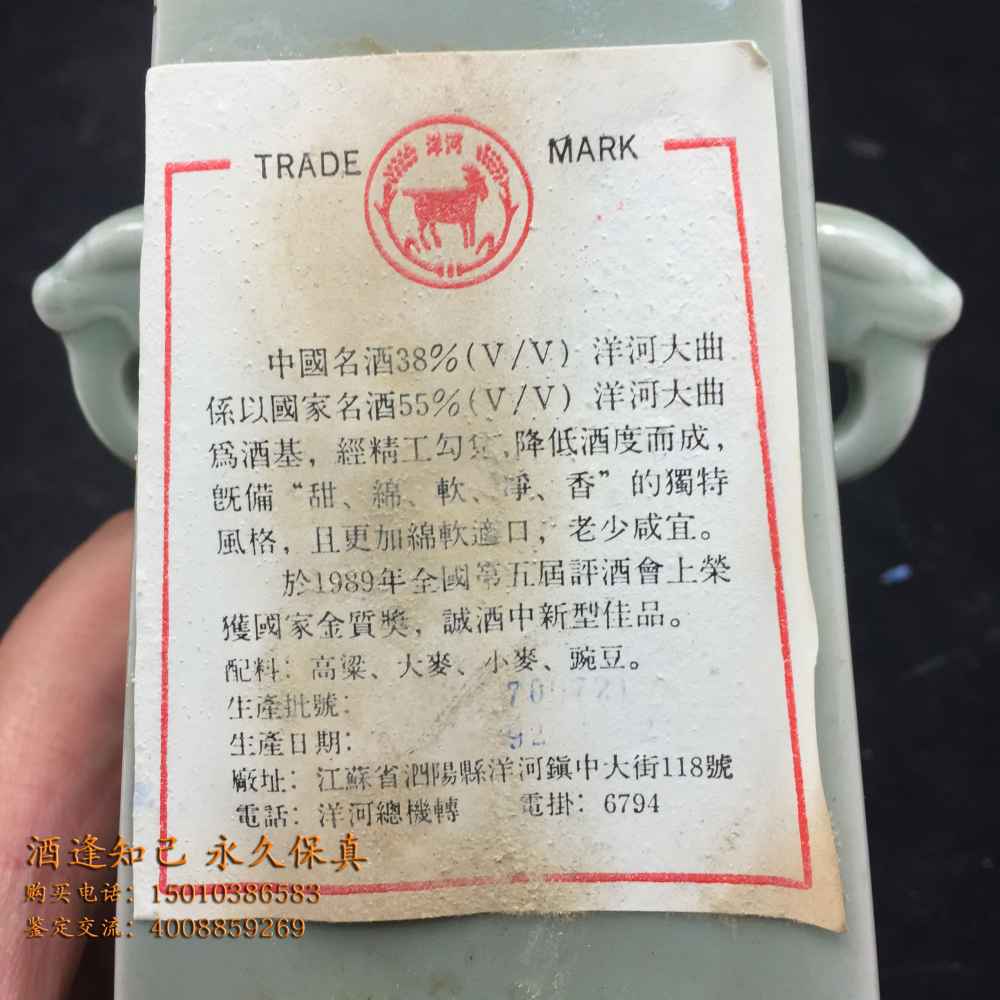 洋河
TRADE MARK
中國名酒38%(V/V) 洋河大曲
係以國家名酒55%(V/V) 洋河大曲
爲酒基，經精工勾兌，降低酒度而成，
旣備“甜、綿、軟、凈、香”的獨特
風格，且更加綿軟適口，老少咸宜。
於1989年全國第五届評酒會上榮
獲國家金質獎，誠酒中新型佳品。
配料：高粱、大麥、小麥、豌豆。
生產批號：
生產日期：92
廠址：江蘇省泗陽縣洋河鎮中大街118號
電話：洋河總機轉 電掛：6794
酒逢知己 永久保真
购买电话：15010386583
鉴定交流：4008859269